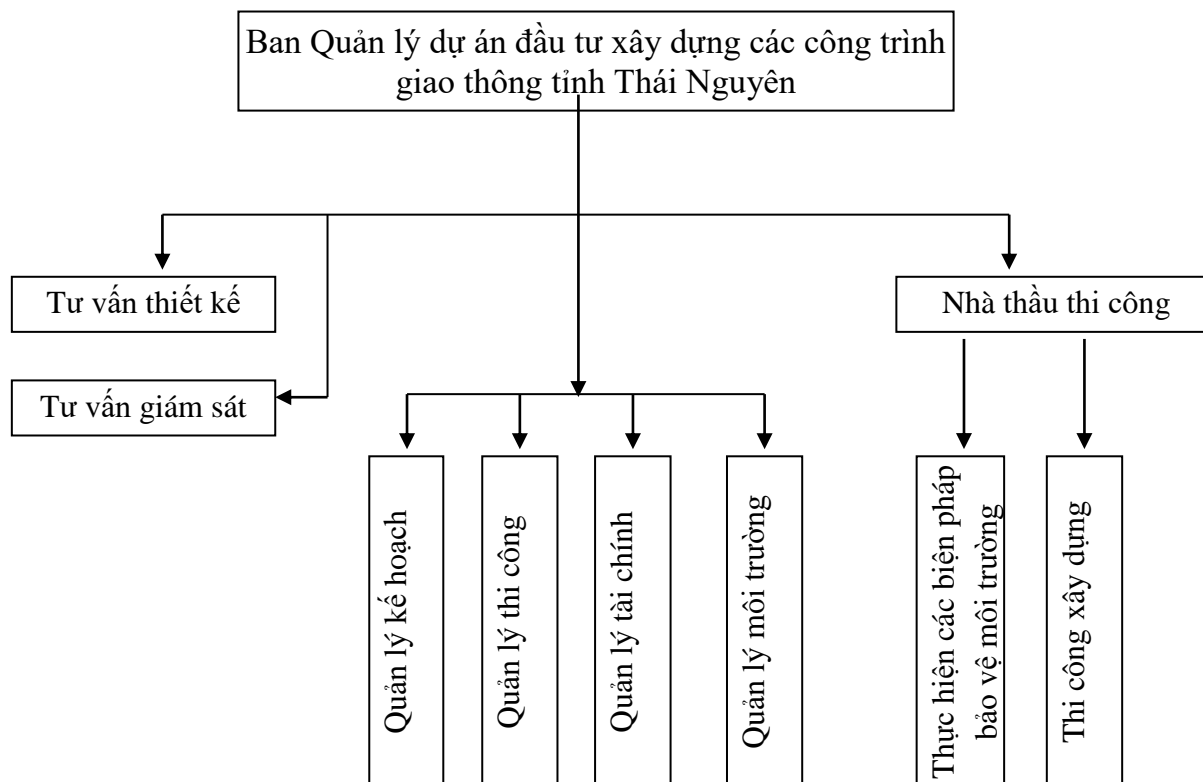 Ban Quản lý dự án đầu tư xây dựng các công trình
giao thông tỉnh Thái Nguyên
Tư vấn thiết kế
Nhà thầu thi công
Tư vấn giám sát
Quản lý kế hoạch
Quản lý thi công
Quản lý tài chính
Quản lý môi trường
Thực hiện các biện pháp
bảo vệ môi trường
Thi công xây dựng